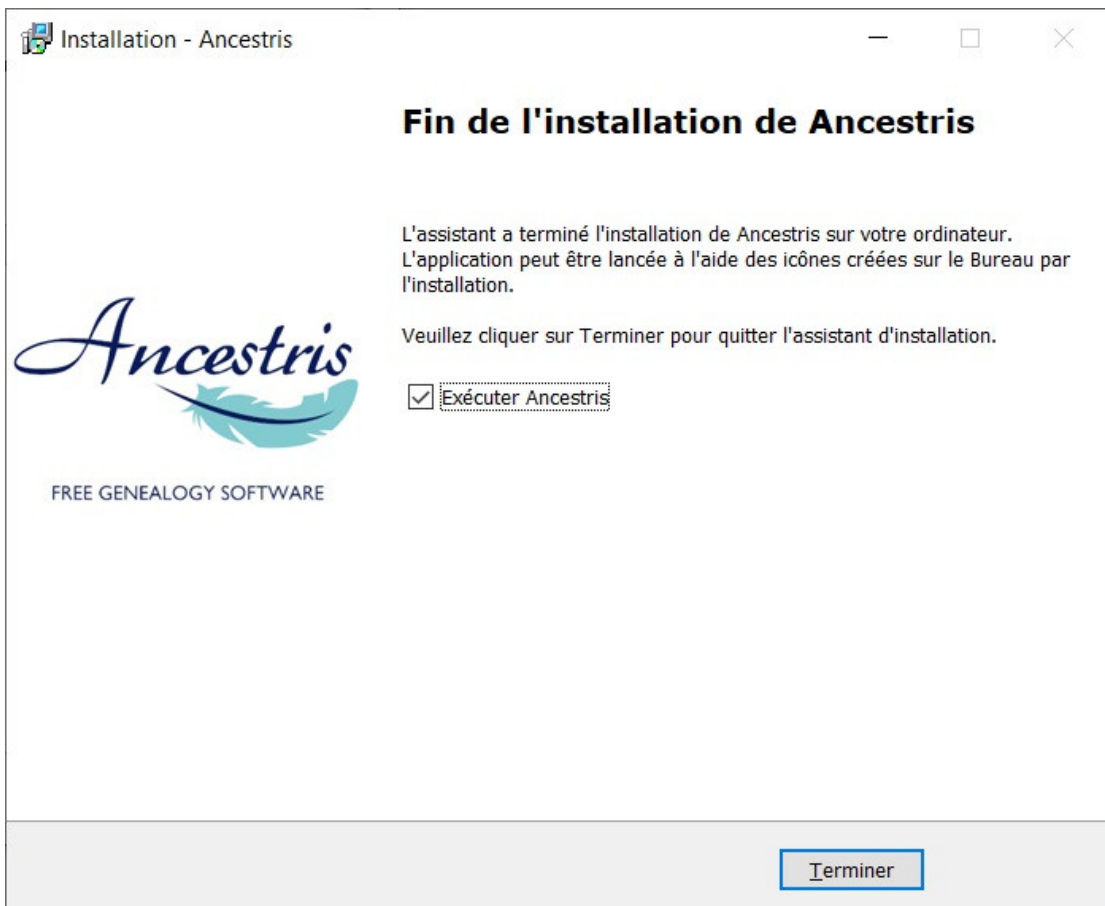 Installation - Ancestris
Fin de l'installation de Ancestris
L'assistant a terminé l'installation de Ancestris sur votre ordinateur.
L'application peut être lancée à l'aide des icônes créées sur le Bureau par
l'installation.
Veuillez cliquer sur Terminer pour quitter l'assistant d'installation.
Ancestris
FREE GENEALOGY SOFTWARE
Exécuter Ancestris
Terminer